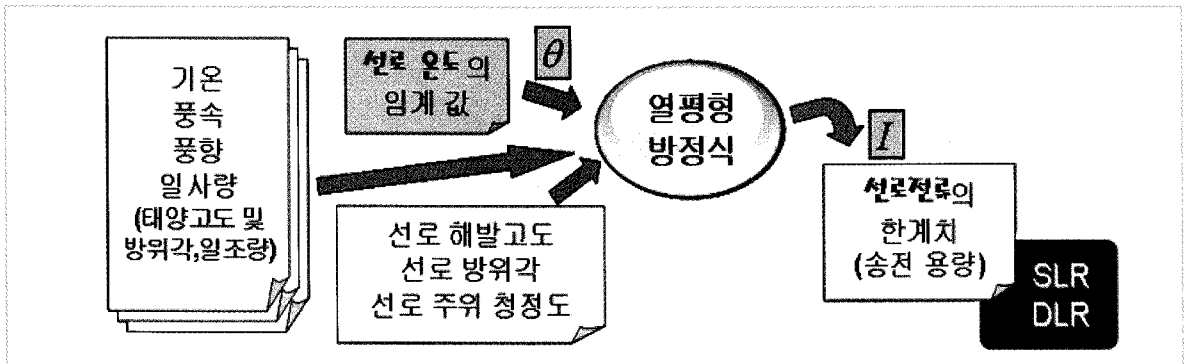 기온
풍속
풍향
일사량
(태양고도 및
방위각,일조량)
선로 온도의
임계 값
θ
선로 해발고도
선로 방위각
선로 주위 청정도
열평형
방정식
I
선로전류의
한계치
(송전 용량)
SLR
DLR